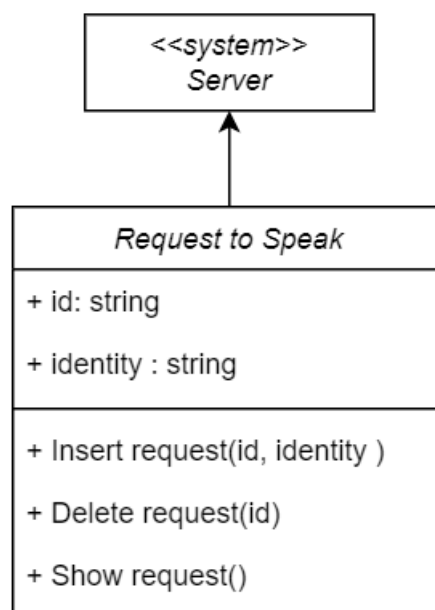 <<system>>
Server
Request to Speak
+ id: string
+ identity : string
+ Insert request(id, identity )
+ Delete request(id)
+ Show request()